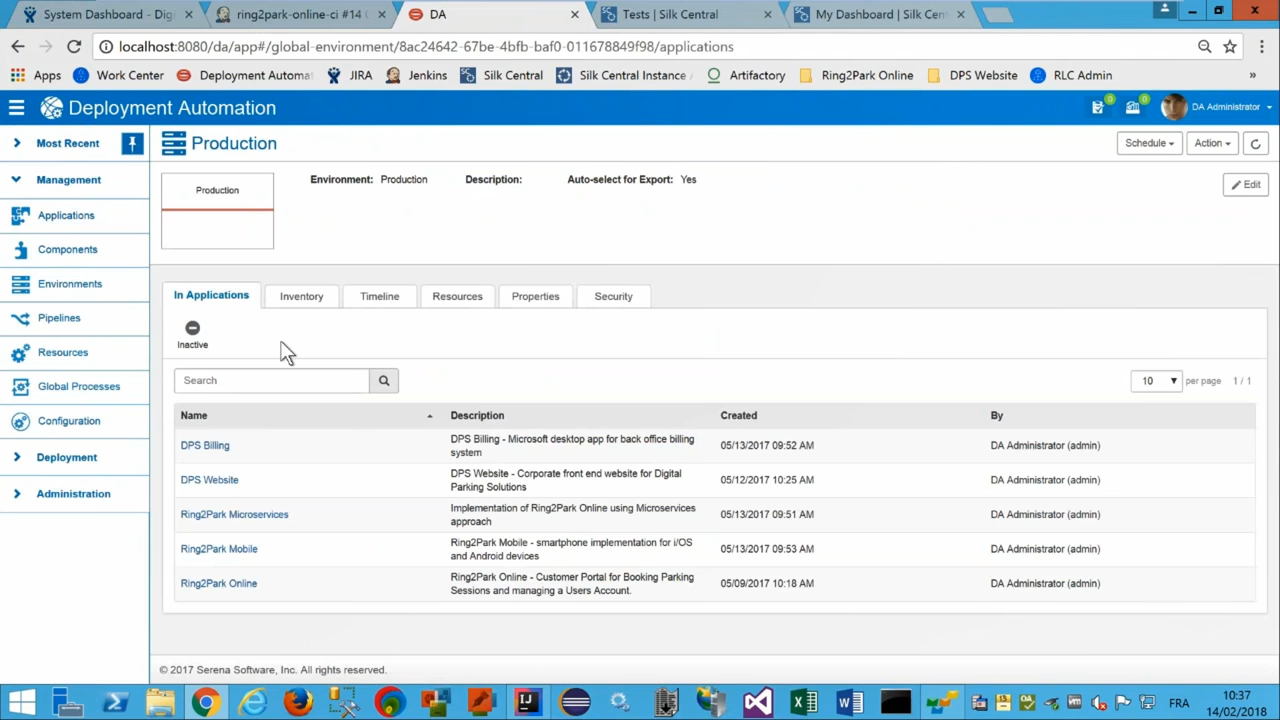 System Dashboard - Dig
ring2park-online-ci #14
DA
Tests | Silk Central
My Dashboard | Silk Cen
localhost:8080/da/app#/global-environment/8ac24642-67be-4bfb-baf0-011678849f98/applications
Apps Work Center Deployment Automa JIRA Jenkins Silk Central Silk Central Instance Artifactory Ring2Park Online DPS Website RLC Admin »
Deployment Automation
0 0 DA Administrator
Most Recent
Production
Schedule Action
Management
Production
Environment: Production Description: Auto-select for Export: Yes
Edit
Applications
Components
Environments
Pipelines
Resources
Global Processes
Configuration
Deployment
Administration
In Applications Inventory Timeline Resources Properties Security
Inactive
Search
10 per page 1 / 1
Name Description Created By
DPS Billing DPS Billing - Microsoft desktop app for back office billing system 05/13/2017 09:52 AM DA Administrator (admin)
DPS Website DPS Website - Corporate front end website for Digital Parking Solutions 05/12/2017 10:25 AM DA Administrator (admin)
Ring2Park Microservices Implementation of Ring2Park Online using Microservices approach 05/13/2017 09:51 AM DA Administrator (admin)
Ring2Park Mobile Ring2Park Mobile - smartphone implementation for i/OS and Android devices 05/13/2017 09:53 AM DA Administrator (admin)
Ring2Park Online Ring2Park Online - Customer Portal for Booking Parking Sessions and managing a Users Account. 05/09/2017 10:18 AM DA Administrator (admin)
© 2017 Serena Software, Inc. All rights reserved.
FRA
10:37
14/02/2018